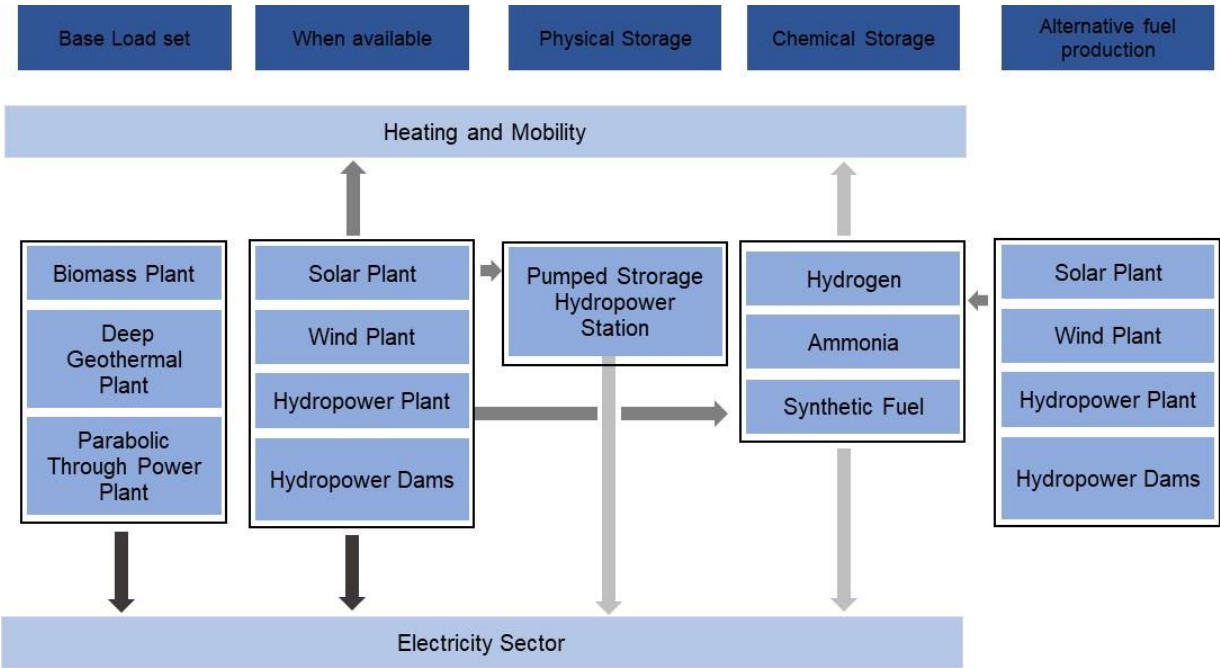 Base Load set
When available
Physical Storage
Chemical Storage
Alternative fuel
production
Heating and Mobility
Biomass Plant
Deep
Geothermal
Plant
Parabolic
Through Power
Plant
Solar Plant
Wind Plant
Hydropower Plant
Hydropower Dams
Pumped Strorage
Hydropower
Station
Hydrogen
Ammonia
Synthetic Fuel
Solar Plant
Wind Plant
Hydropower Plant
Hydropower Dams
Electricity Sector